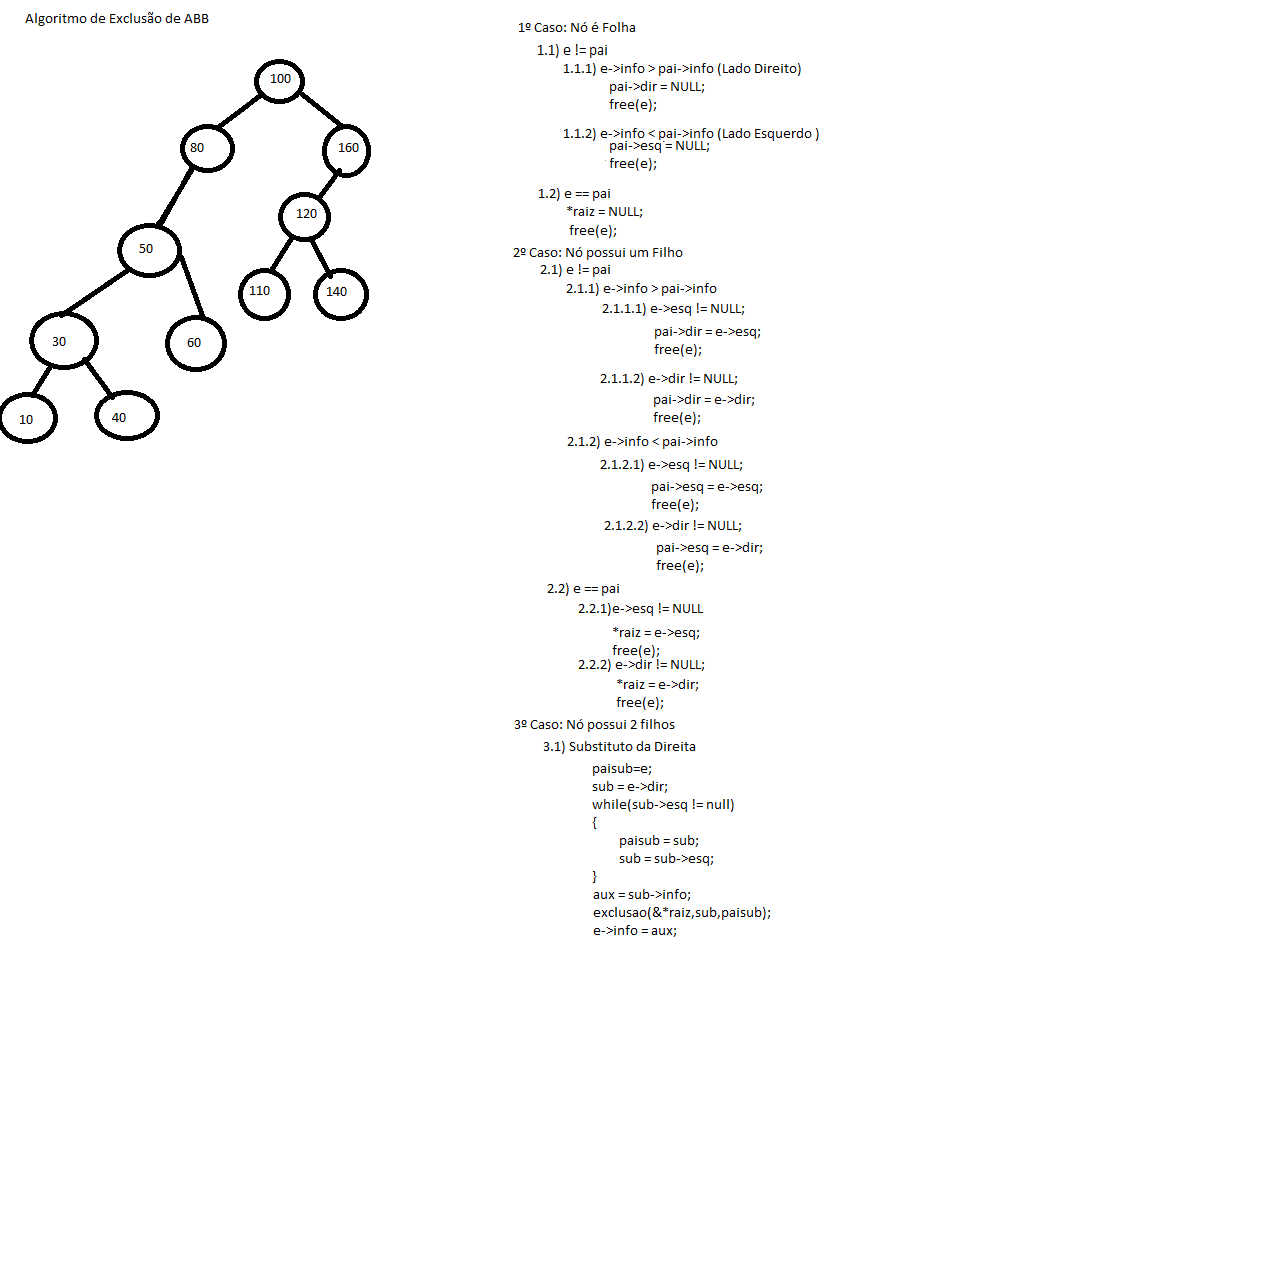 Algoritmo de Exclusão de ABB
100
80
160
120
50
110
140
30
60
10
40
1º Caso: Nó é Folha
1.1) e != pai
1.1.1) e->info > pai->info (Lado Direito)
pai->dir = NULL;
free(e);
1.1.2) e->info < pai->info (Lado Esquerdo )
pai->esq = NULL;
free(e);
1.2) e == pai
*raiz = NULL;
free(e);
2º Caso: Nó possui um Filho
2.1) e != pai
2.1.1) e->info > pai->info
2.1.1.1) e->esq != NULL;
pai->dir = e->esq;
free(e);
2.1.1.2) e->dir != NULL;
pai->dir = e->dir;
free(e);
2.1.2) e->info < pai->info
2.1.2.1) e->esq != NULL;
pai->esq = e->esq;
free(e);
2.1.2.2) e->dir != NULL;
pai->esq = e->dir;
free(e);
2.2) e == pai
2.2.1)e->esq != NULL
*raiz = e->esq;
free(e);
2.2.2) e->dir != NULL;
*raiz = e->dir;
free(e);
3º Caso: Nó possui 2 filhos
3.1) Substituto da Direita
paisub=e;
sub = e->dir;
while(sub->esq != null)
{
paisub = sub;
sub = sub->esq;
}
aux = sub->info;
exclusao(&*raiz,sub,paisub);
e->info = aux;